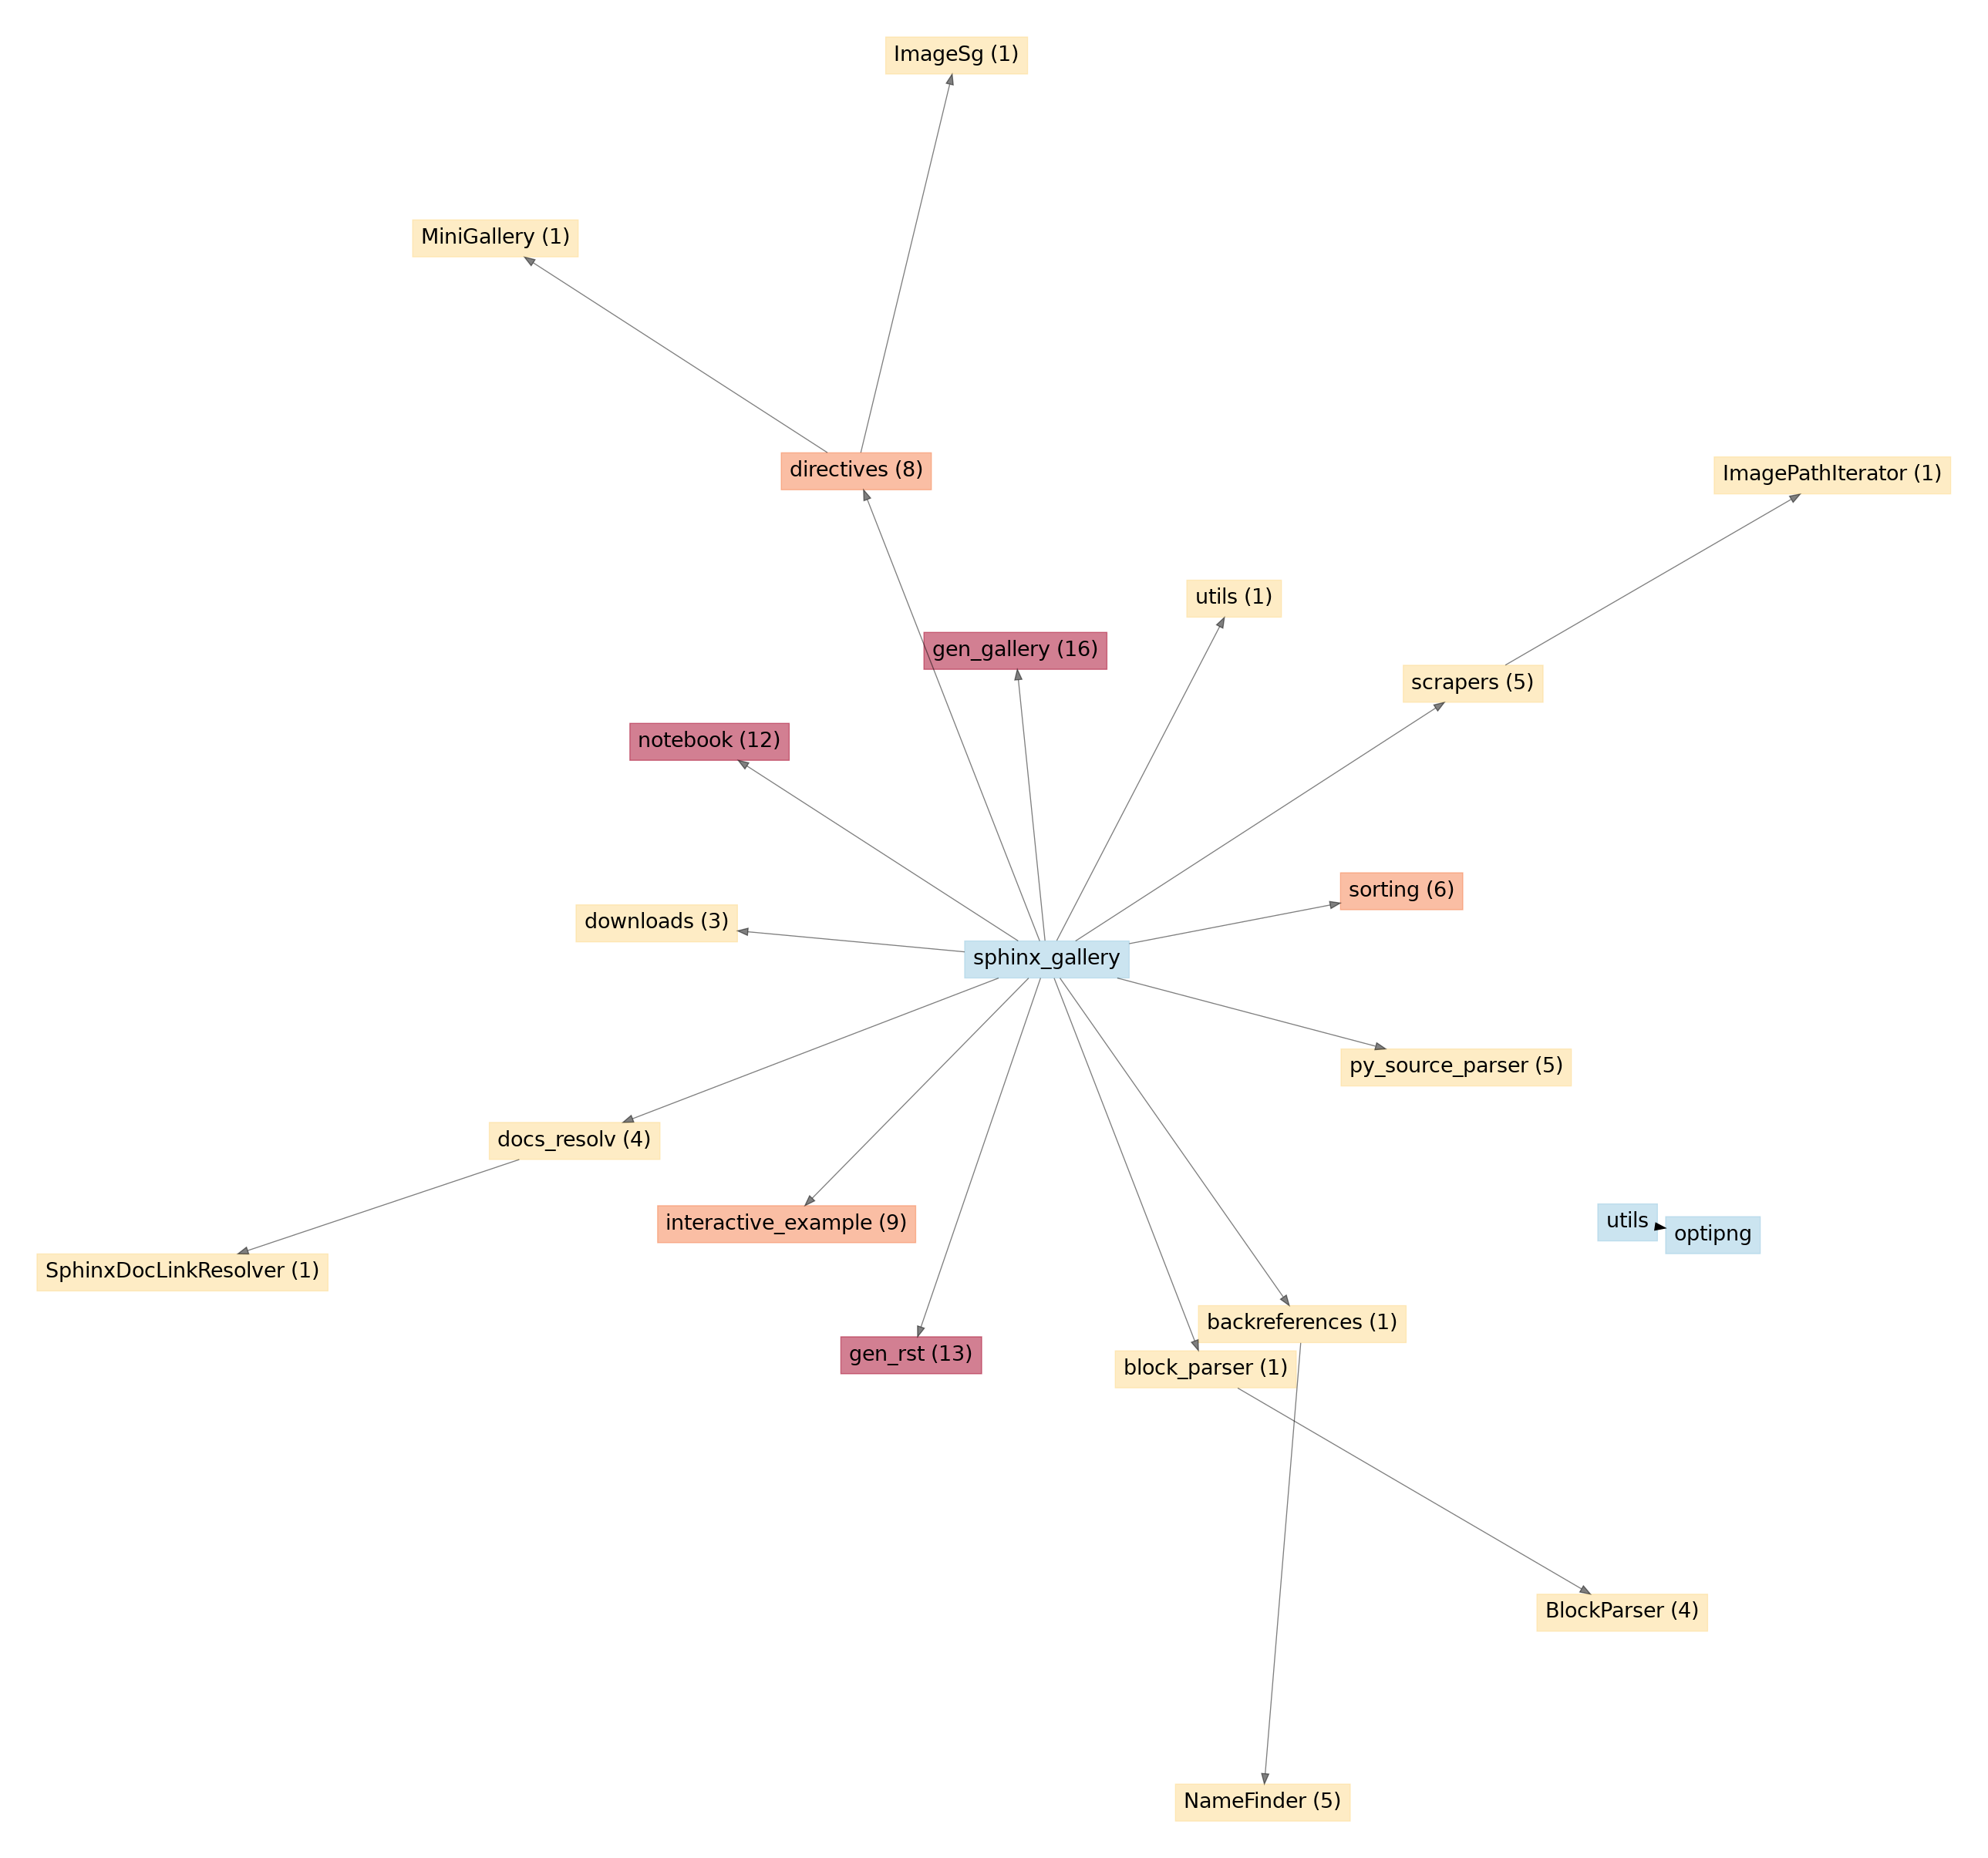 ImageSg (1)
MiniGallery (1)
directives (8)
ImagePathIterator (1)
utils (1)
gen_gallery (16)
scrapers (5)
notebook (12)
sorting (6)
downloads (3)
sphinx_gallery
py_source_parser (5)
docs_resolv (4)
interactive_example (9)
utils
optipng
SphinxDocLinkResolver (1)
backreferences (1)
gen_rst (13)
block_parser (1)
BlockParser (4)
NameFinder (5)